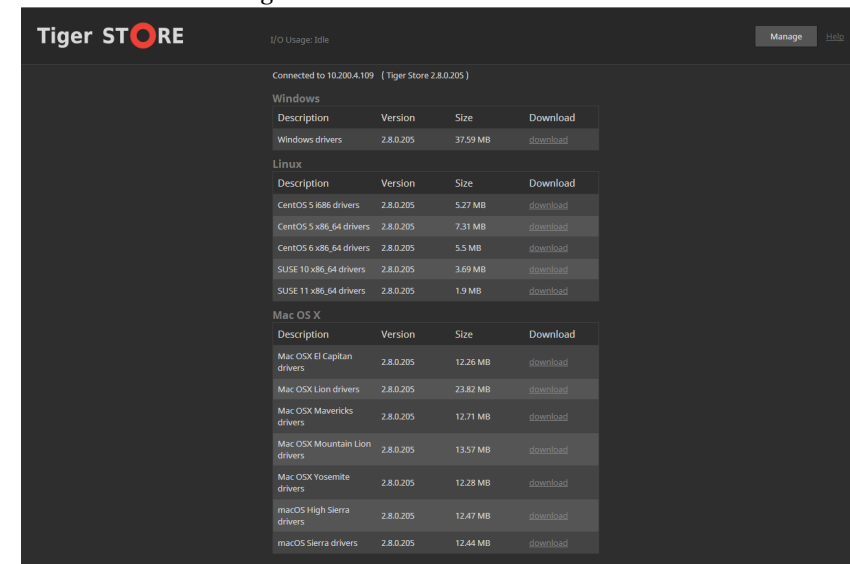 Tiger STORE
I/O Usage: Idle
Manage
Help
Connected to 10.200.4.109 ( Tiger Store 2.8.0.205 )
Windows
Description Version Size Download
Windows drivers 2.8.0.205 37.59 MB download
Linux
Description Version Size Download
CentOS 5 i686 drivers 2.8.0.205 5.27 MB download
CentOS 5 x86_64 drivers 2.8.0.205 7.31 MB download
CentOS 6 x86_64 drivers 2.8.0.205 5.5 MB download
SUSE 10 x86_64 drivers 2.8.0.205 3.69 MB download
SUSE 11 x86_64 drivers 2.8.0.205 1.9 MB download
Mac OS X
Description Version Size Download
Mac OSX El Capitan
drivers 2.8.0.205 12.26 MB download
Mac OSX Lion drivers 2.8.0.205 23.82 MB download
Mac OSX Mavericks
drivers 2.8.0.205 12.71 MB download
Mac OSX Mountain Lion
drivers 2.8.0.205 13.57 MB download
Mac OSX Yosemite
drivers 2.8.0.205 12.28 MB download
macOS High Sierra
drivers 2.8.0.205 12.47 MB download
macOS Sierra drivers 2.8.0.205 12.44 MB download